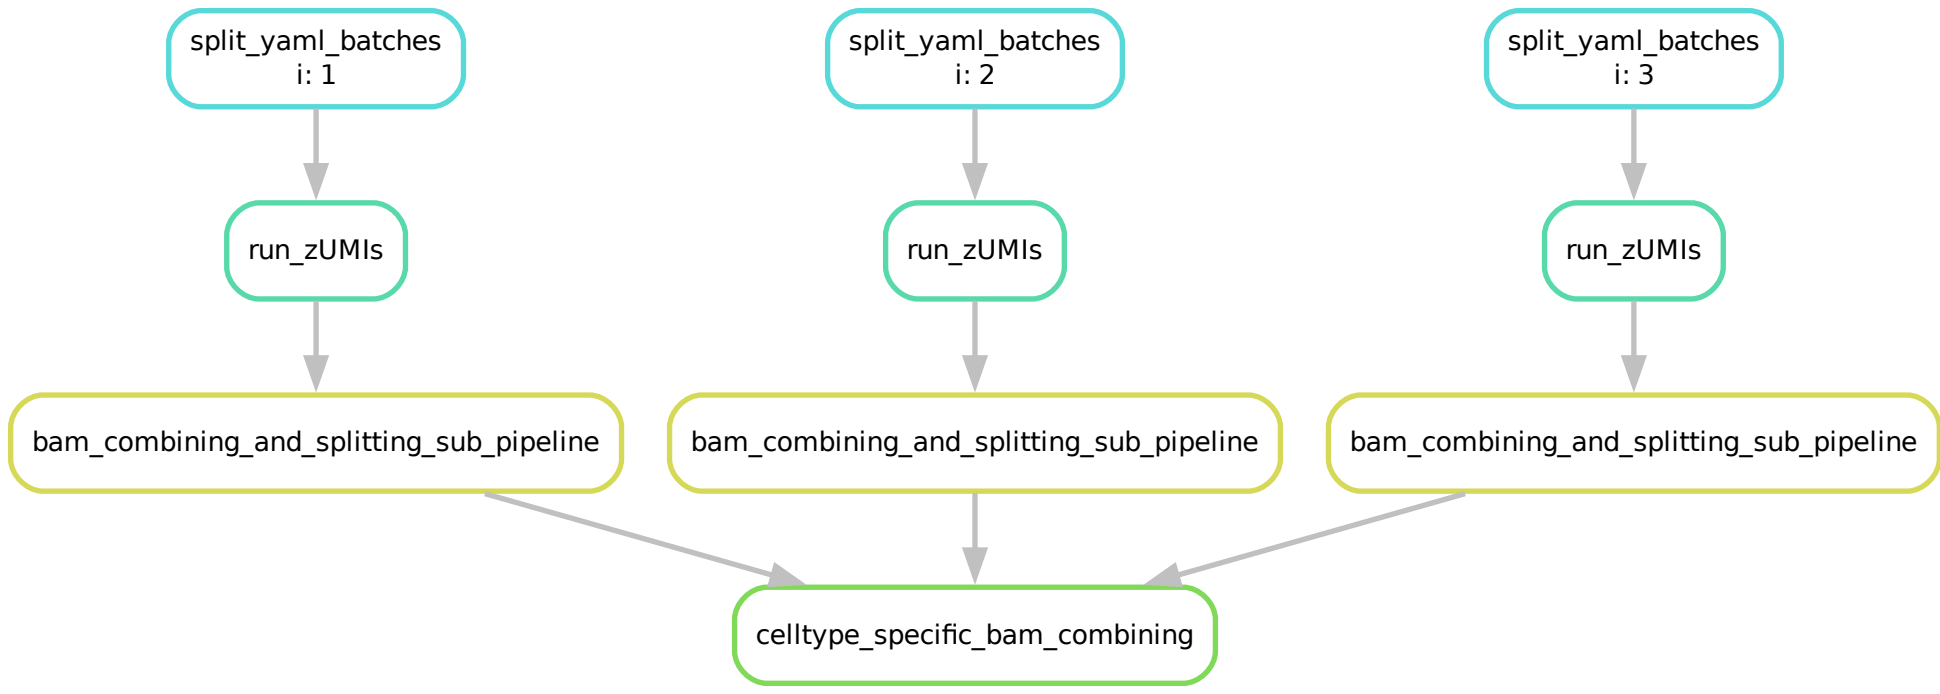 split_yaml_batches
i: 1
split_yaml_batches
i: 2
split_yaml_batches
i: 3
run_zUMIs
run_zUMIs
run_zUMIs
bam_combining_and_splitting_sub_pipeline
bam_combining_and_splitting_sub_pipeline
bam_combining_and_splitting_sub_pipeline
celltype_specific_bam_combining